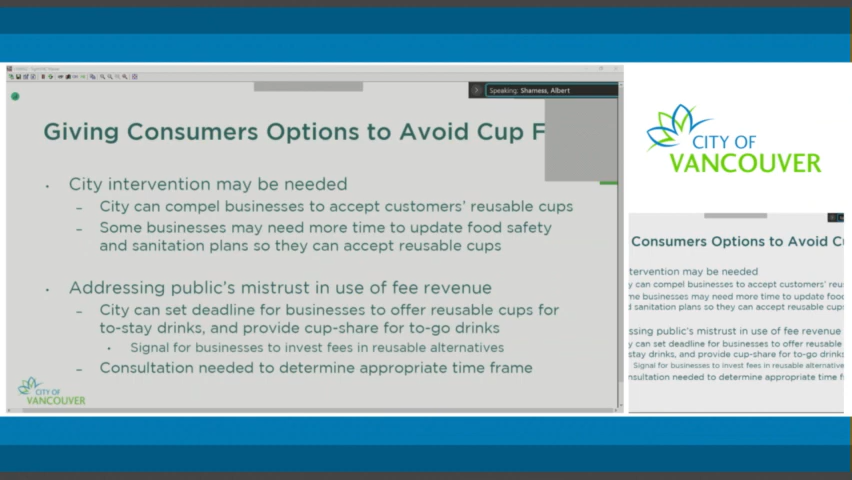 Speaking: Shamess, Albert
Giving Consumers Options to Avoid Cup F
• City intervention may be needed
– City can compel businesses to accept customers' reusable cups
– Some businesses may need more time to update food safety
and sanitation plans so they can accept reusable cups
• Addressing public's mistrust in use of fee revenue
– City can set deadline for businesses to offer reusable cups for
to-stay drinks, and provide cup-share for to-go drinks
• Signal for businesses to invest fees in reusable alternatives
– Consultation needed to determine appropriate time frame
CITY OF
VANCOUVER
CITY OF
VANCOUVER
Consumers Options to Avoid Cu
tervention may be needed
y can compel businesses to accept customers' reu
me businesses may need more time to update food
d sanitation plans so they can accept reusable cups
ssing public's mistrust in use of fee revenue
y can set deadline for businesses to offer reusable
stay drinks, and provide cup-share for to-go drinks
Signal for businesses to invest fees in reusable alternative
nsultation needed to determine appropriate time f